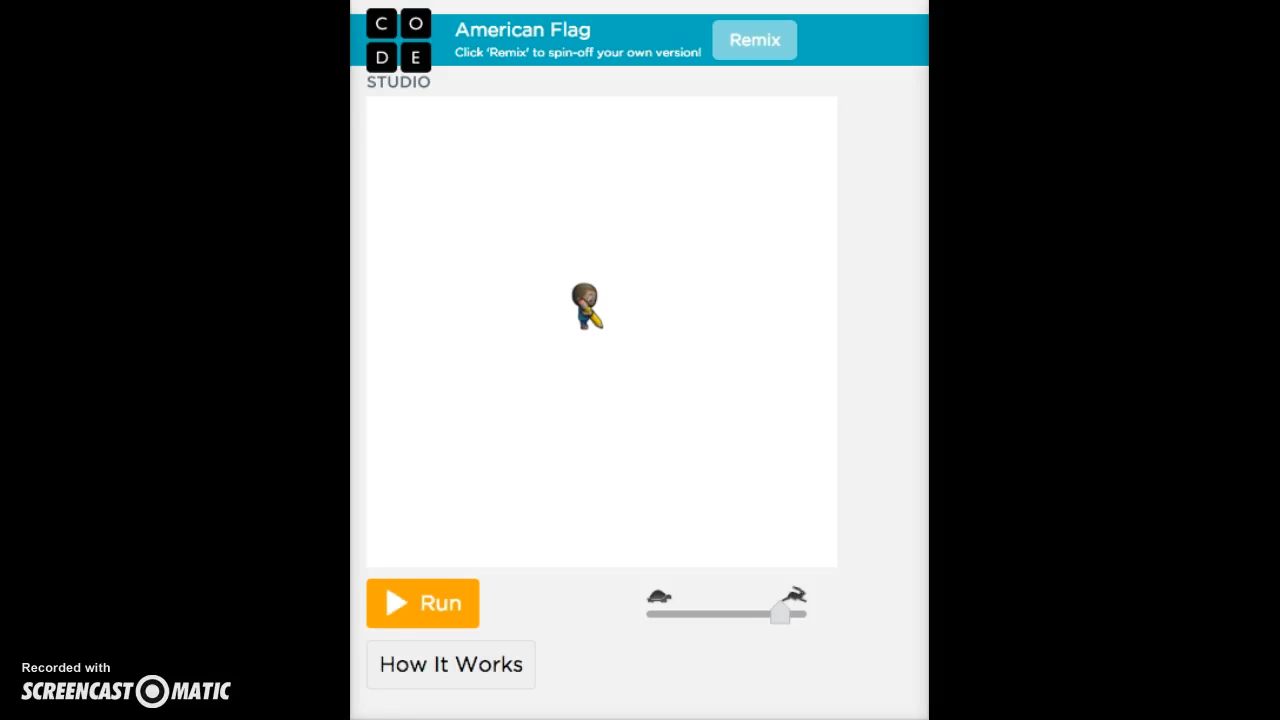 C O
D E
STUDIO
American Flag
Click 'Remix' to spin-off your own version!
Remix
Run
How It Works
Recorded with
SCREENCAST MATIC